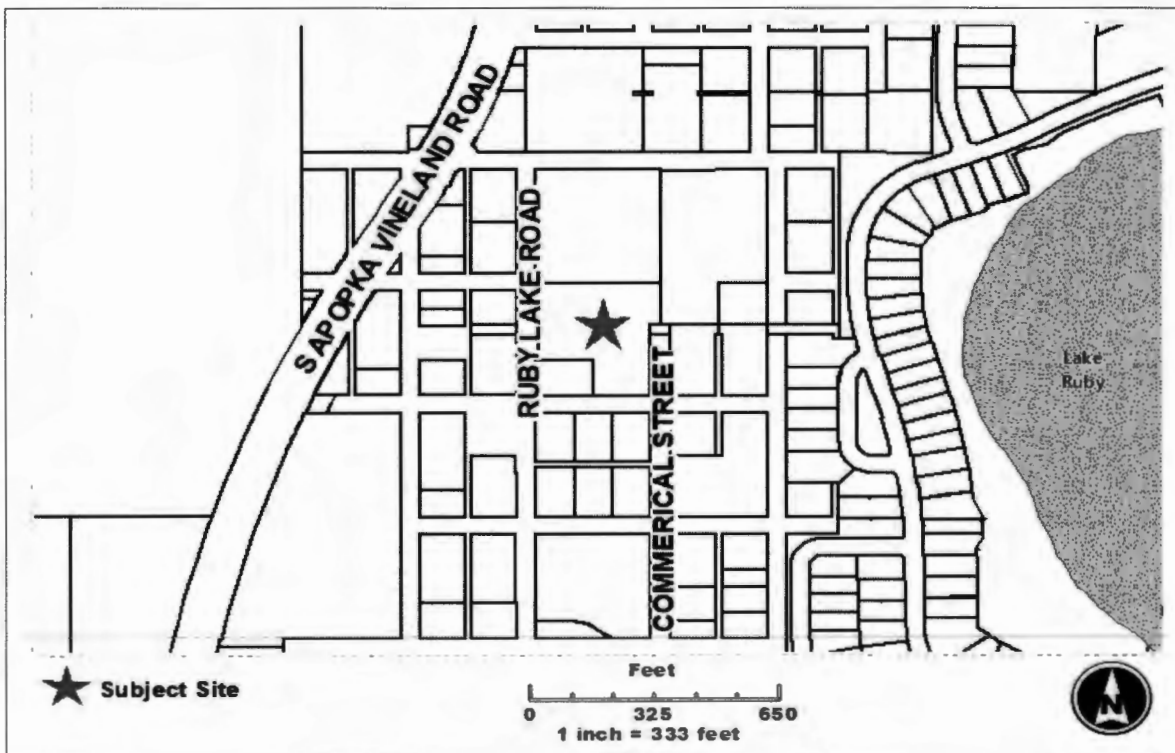 S APOPKA VINELAND ROAD
RUBY LAKE ROAD
COMMERICAL STREET
Lake
Ruby
Subject Site
Feet
0 325 650
1 inch = 333 feet
N